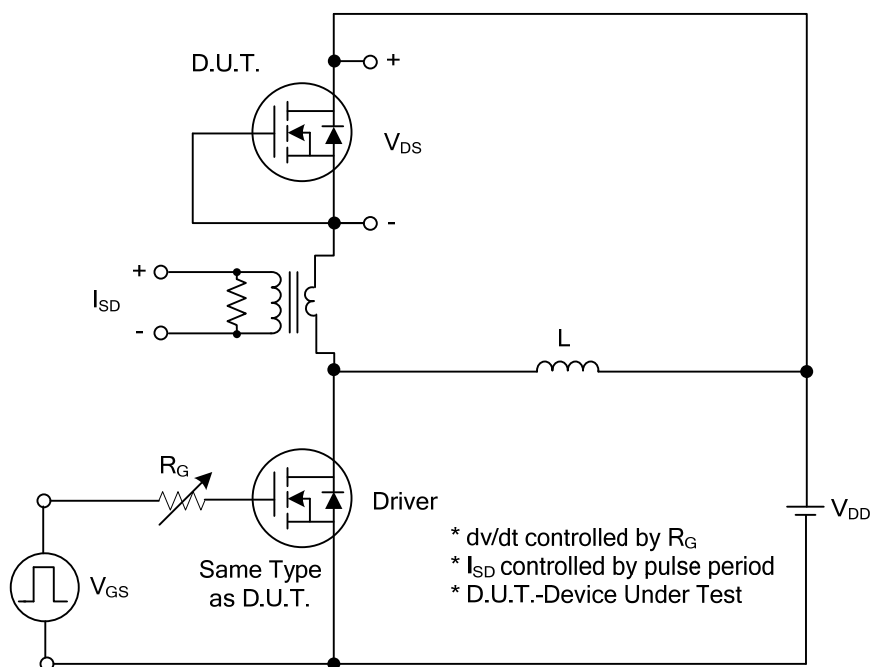 D.U.T.
+
VDS
-
+
ISD
-
L
RG
Driver
VDD
VGS
Same Type
as D.U.T.
* dv/dt controlled by RG
* ISD controlled by pulse period
* D.U.T.-Device Under Test